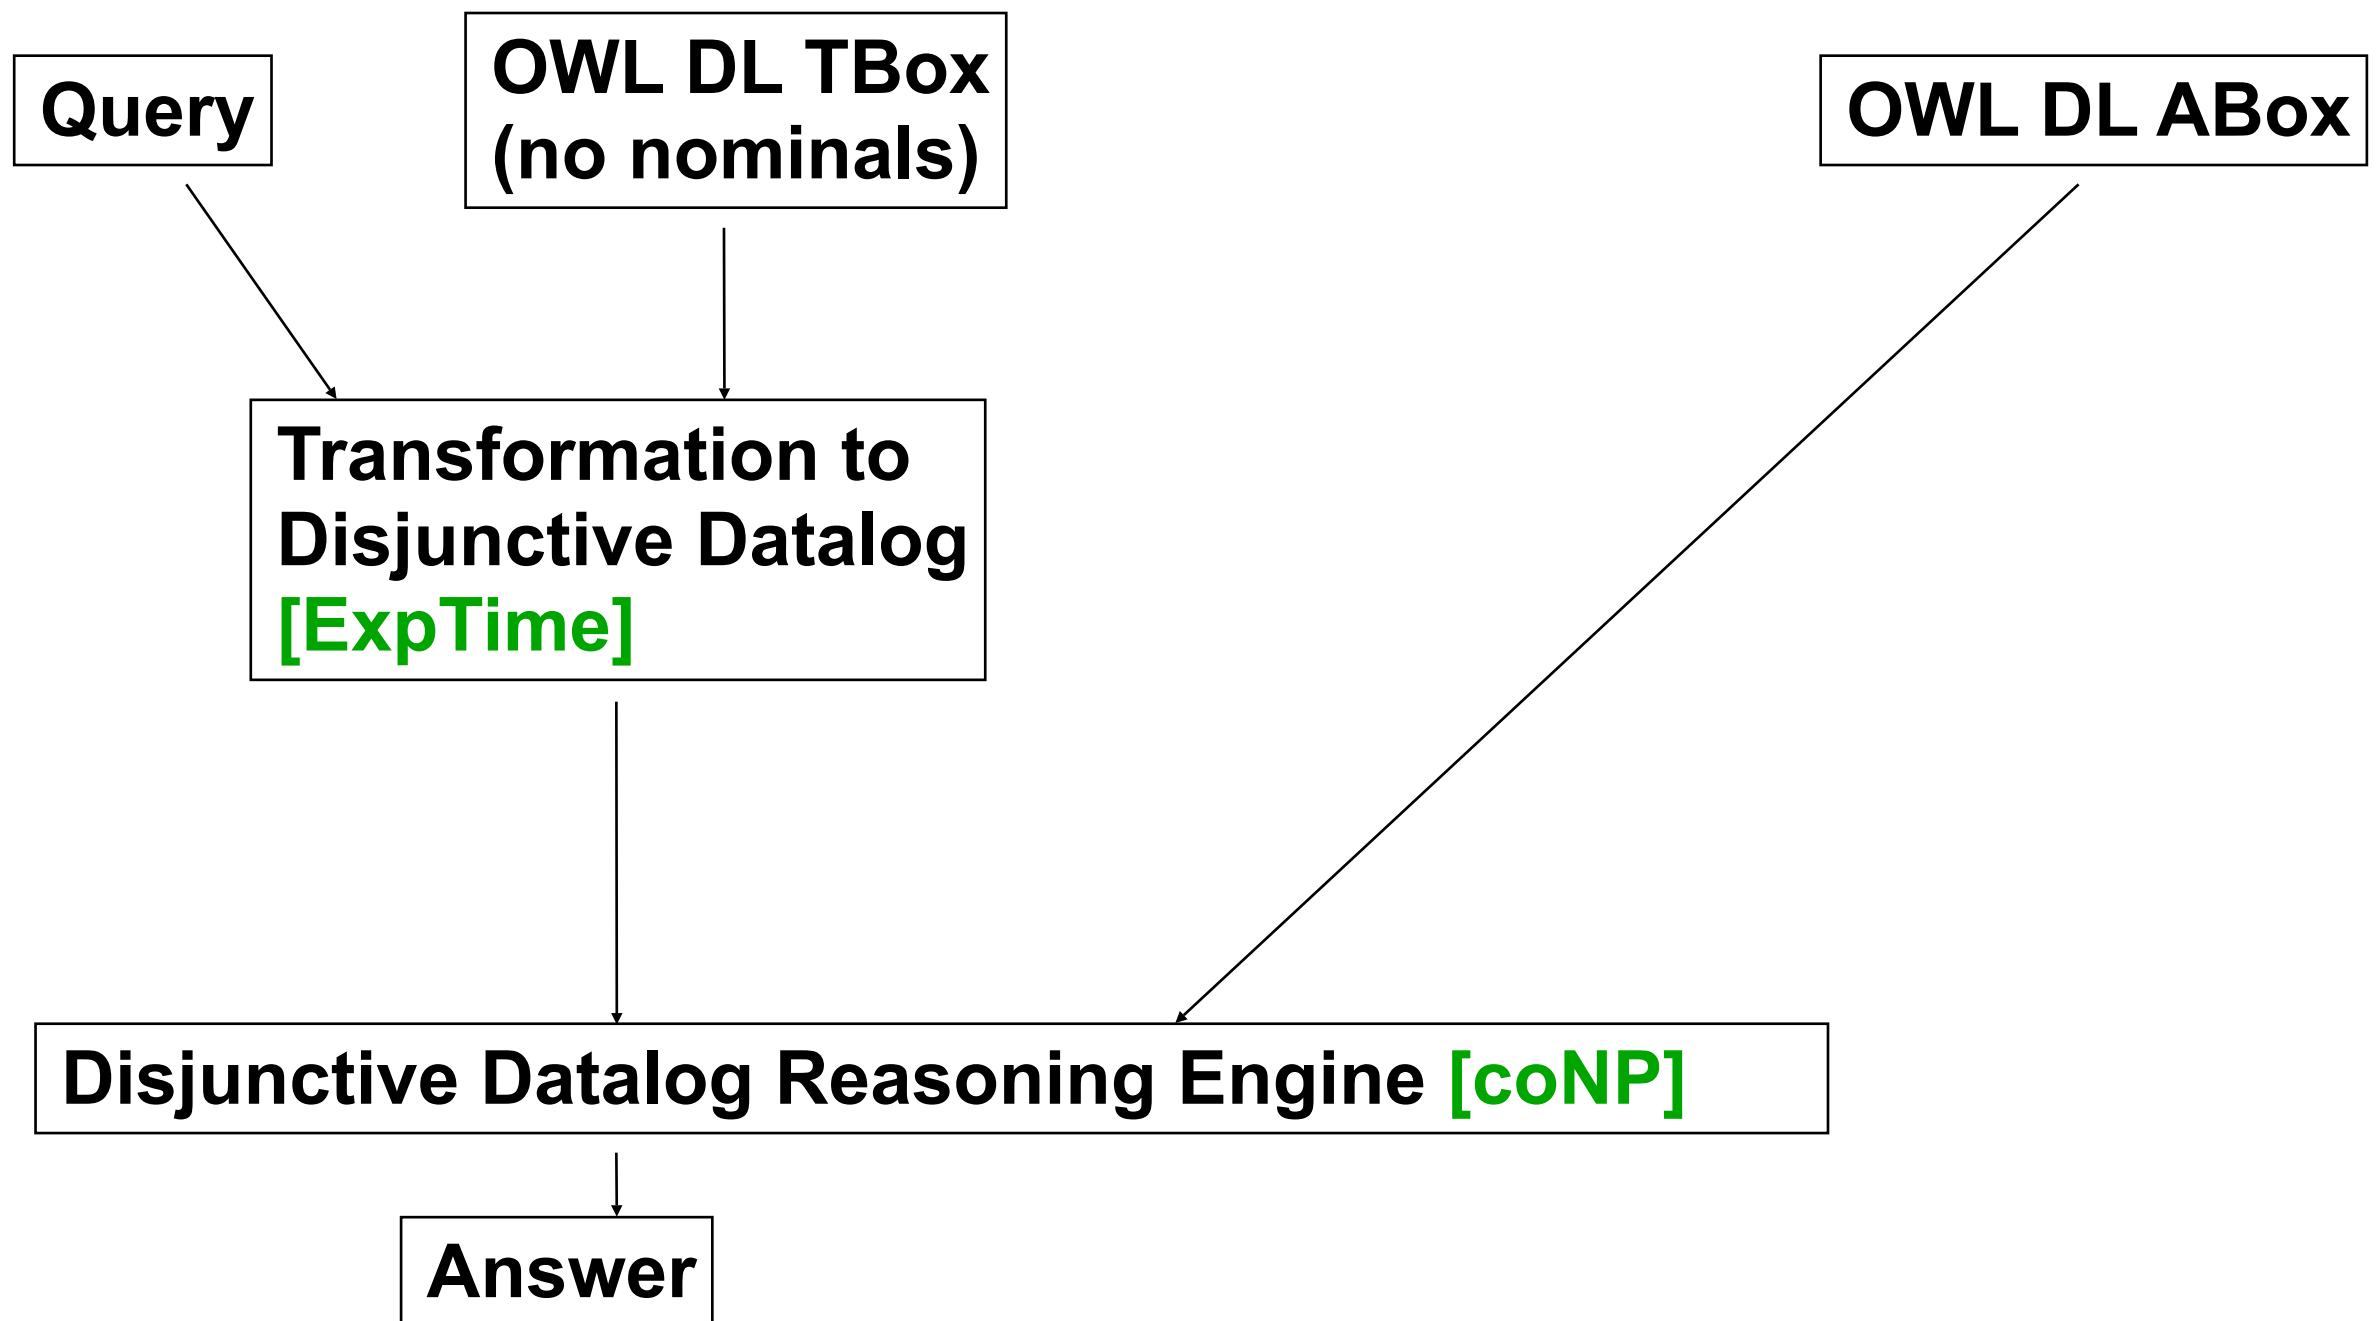 Query
OWL DL TBox
(no nominals)
OWL DL ABox
Transformation to
Disjunctive Datalog
[ExpTime]
Disjunctive Datalog Reasoning Engine [coNP]
Answer